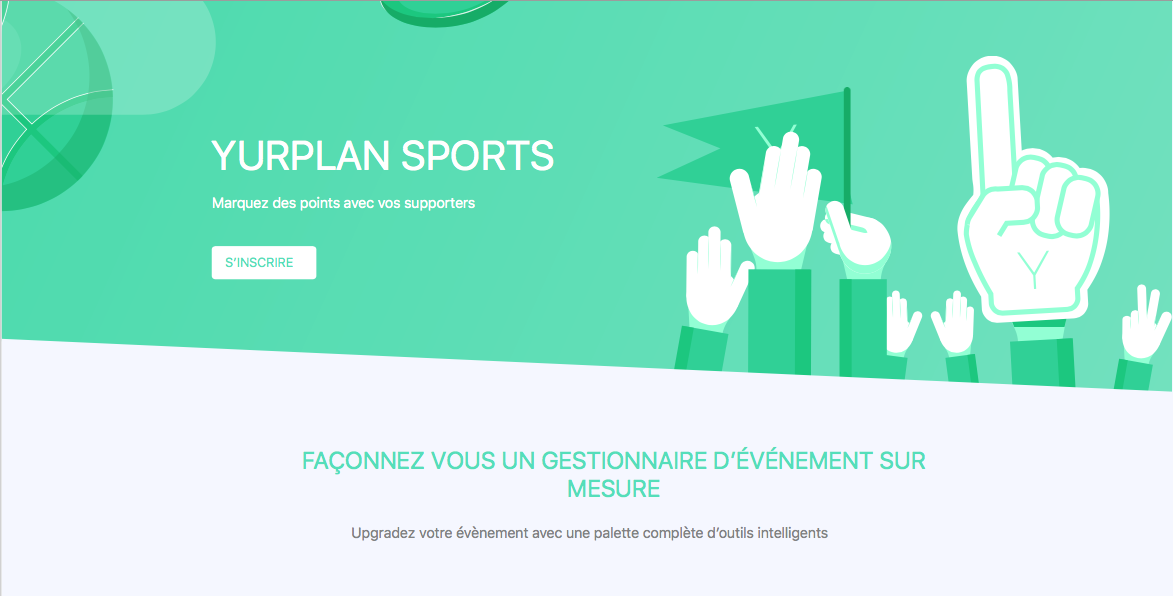 YURPLAN SPORTS
Marquez des points avec vos supporters
S’INSCRIRE
Y
FAÇONNEZ VOUS UN GESTIONNAIRE D’ÉVÉNEMENT SUR
MESURE
Upgradez votre évènement avec une palette complète d’outils intelligents